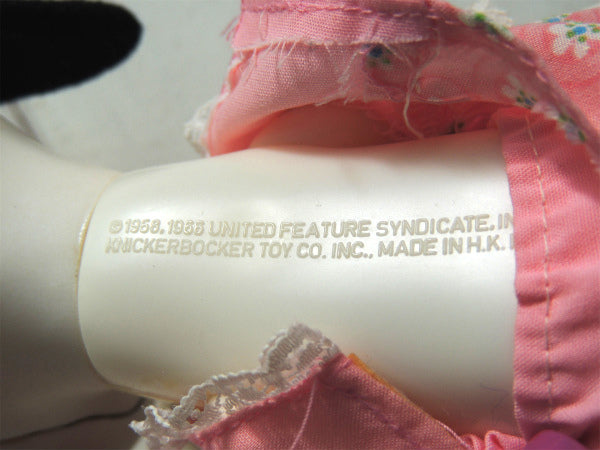 ©1958, 1966 UNITED FEATURE SYNDICATE, IN
KNICKERBOCKER TOY CO. INC., MADE IN H.K.